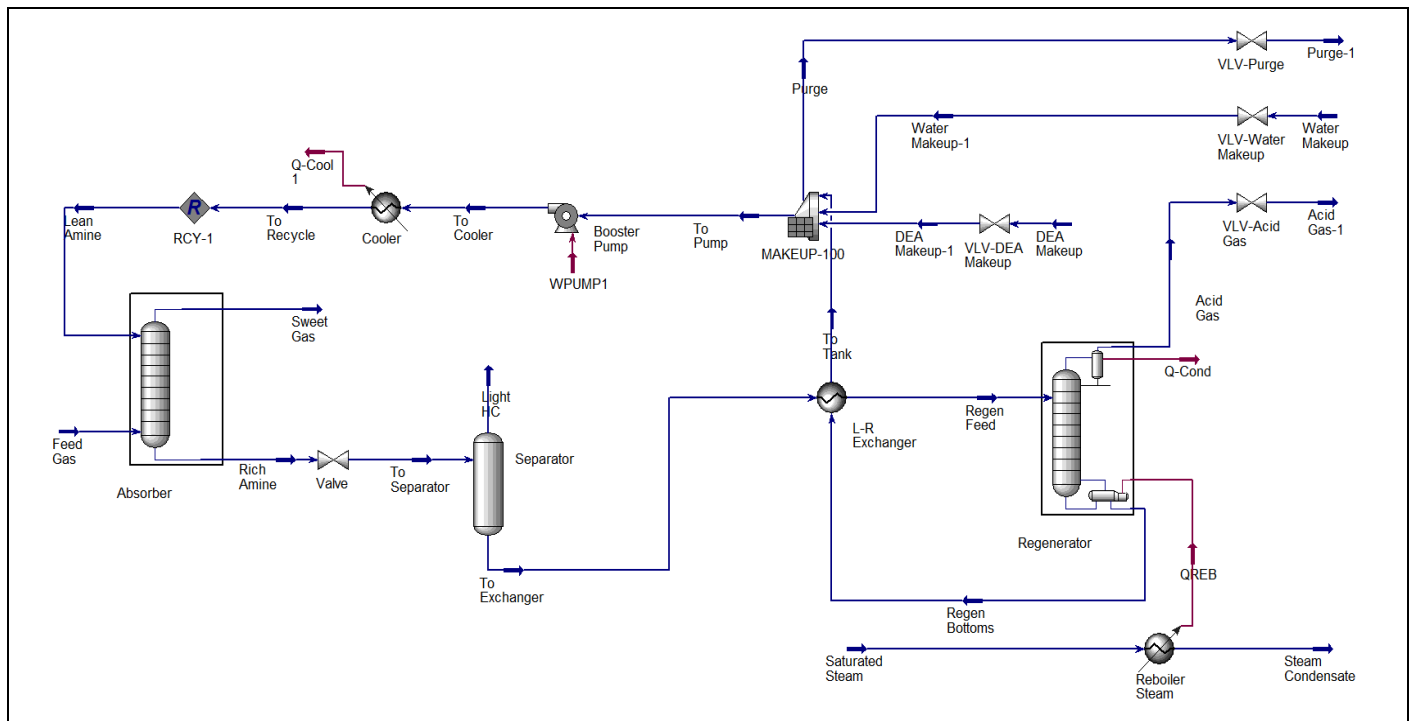 VLV-Purge
Purge-1
Purge
Water
Makeup-1
VLV-Water
Makeup
Water
Makeup
Q-Cool
1
Lean
Amine
RCY-1
To
Recycle
Cooler
To
Cooler
Booster
Pump
WPUMP1
To
Pump
MAKEUP-100
DEA
Makeup-1
VLV-DEA
Makeup
DEA
Makeup
VLV-Acid
Gas
Acid
Gas-1
Acid
Gas
Sweet
Gas
To
Tank
Q-Cond
Light
HC
L-R
Exchanger
Regen
Feed
Feed
Gas
Absorber
Rich
Amine
Valve
To
Separator
Separator
Regenerator
To
Exchanger
QREB
Regen
Bottoms
Saturated
Steam
Reboiler
Steam
Steam
Condensate
R